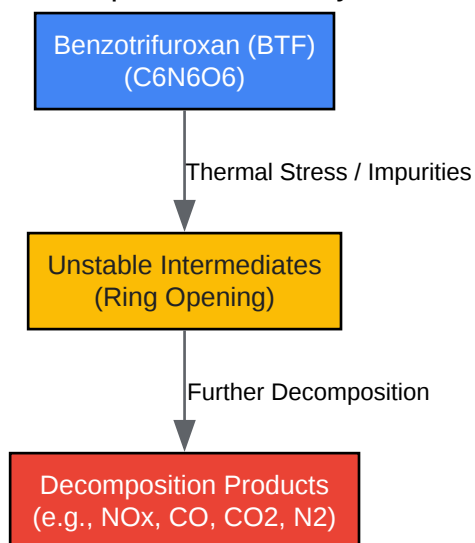 Benzotrifuroxan (BTF)
(C6N6O6)
Thermal Stress / Impurities
Unstable Intermediates
(Ring Opening)
Further Decomposition
Decomposition Products
(e.g., NOx, CO, CO2, N2)